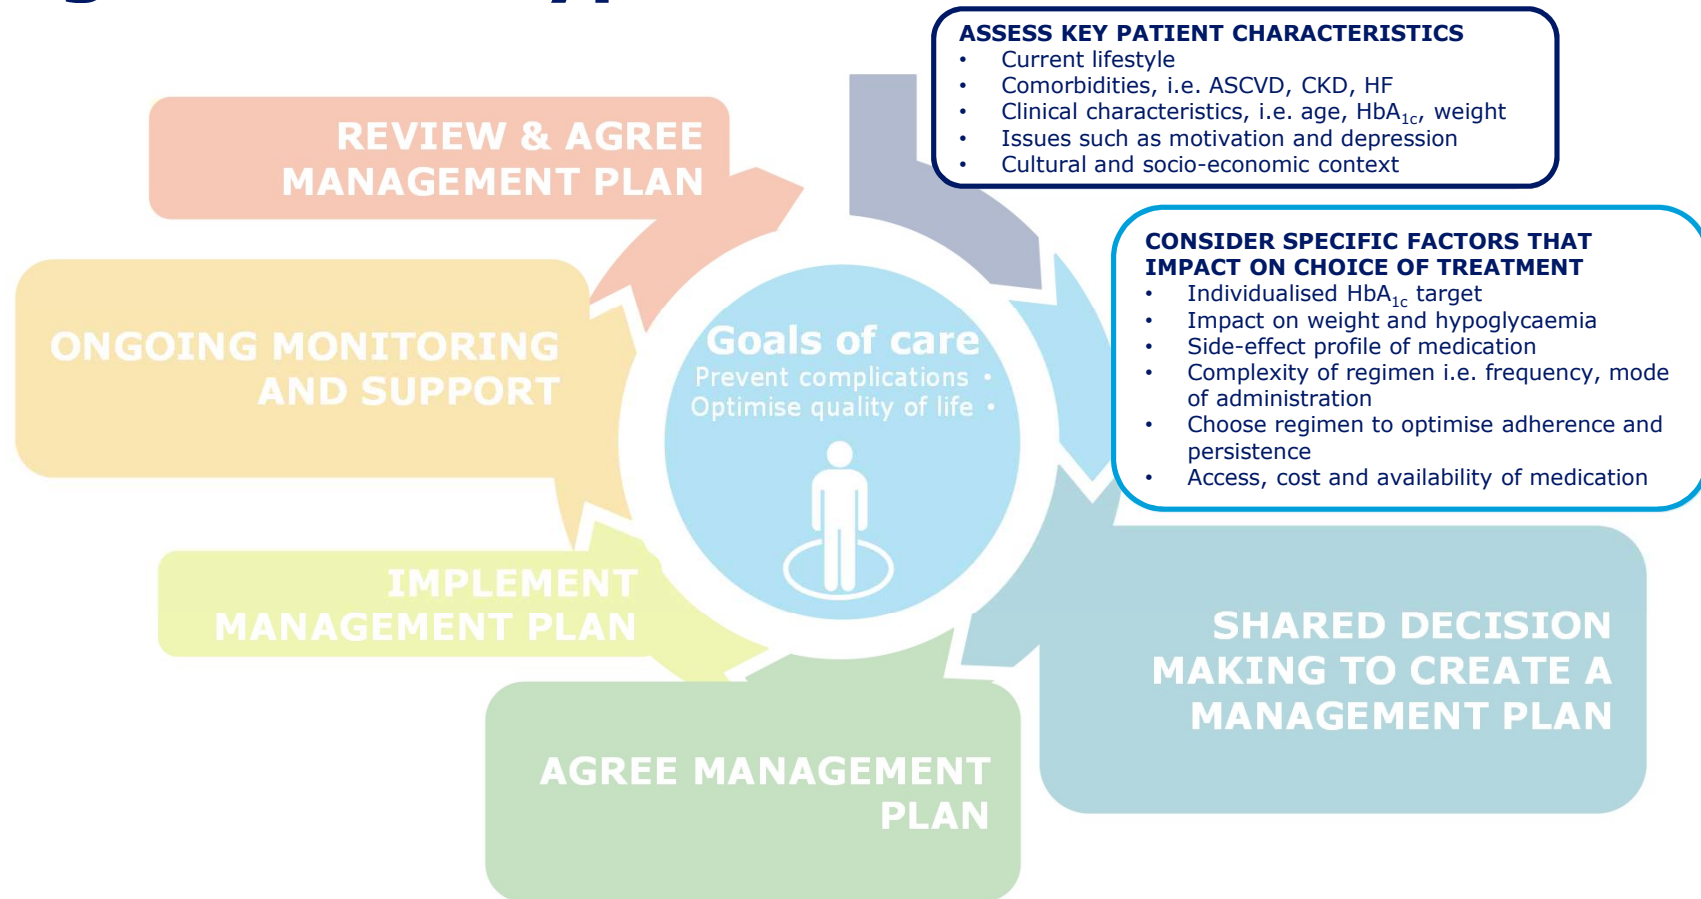 ASSESS KEY PATIENT CHARACTERISTICS
• Current lifestyle
• Comorbidities, i.e. ASCVD, CKD, HF
• Clinical characteristics, i.e. age, HbA1c, weight
• Issues such as motivation and depression
• Cultural and socio-economic context
CONSIDER SPECIFIC FACTORS THAT
IMPACT ON CHOICE OF TREATMENT
• Individualised HbA1c target
• Impact on weight and hypoglycaemia
• Side-effect profile of medication
• Complexity of regimen i.e. frequency, mode
of administration
• Choose regimen to optimise adherence and
persistence
• Access, cost and availability of medication
SHARED DECISION
MAKING TO CREATE A
MANAGEMENT PLAN
AGREE MANAGEMENT
PLAN
IMPLEMENT
MANAGEMENT PLAN
ONGOING MONITORING
AND SUPPORT
REVIEW & AGREE
MANAGEMENT PLAN
Goals of care
Prevent complications •
Optimise quality of life •